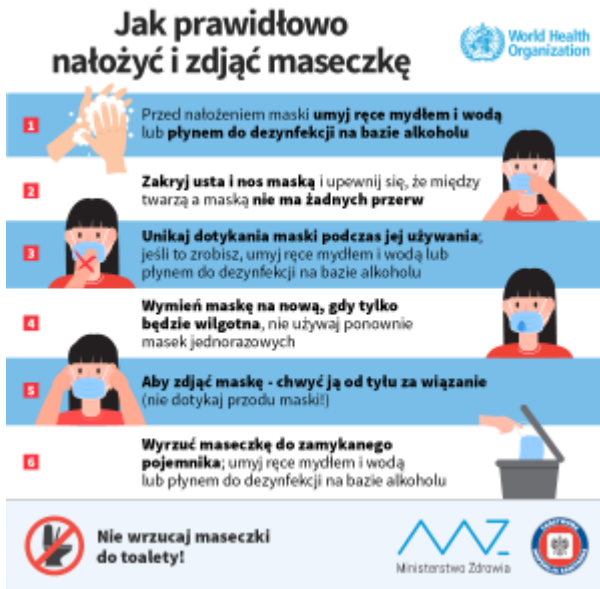 Jak prawidłowo
nałożyć i zdjąć maseczkę
World Health
Organization
1
Przed nałożeniem maski umyj ręce mydłem i wodą
lub płynem do dezynfekcji na bazie alkoholu
2
Zakryj usta i nos maską i upewnij się, że między
twarzą a maską nie ma żadnych przerw
3
Unikaj dotykania maski podczas jej używania;
jeśli to zrobisz, umyj ręce mydłem i wodą lub
płynem do dezynfekcji na bazie alkoholu
4
Wymień maskę na nową, gdy tylko
będzie wilgotna, nie używaj ponownie
masek jednorazowych
5
Aby zdjąć maskę - chwyć ją od tyłu za wiązanie
(nie dotykaj przodu maski!)
6
Wyrzuć maseczkę do zamykanego
pojemnika; umyj ręce mydłem i wodą
lub płynem do dezynfekcji na bazie alkoholu
Nie wrzucaj maseczki
do toalety!
Ministerstwo Zdrowia